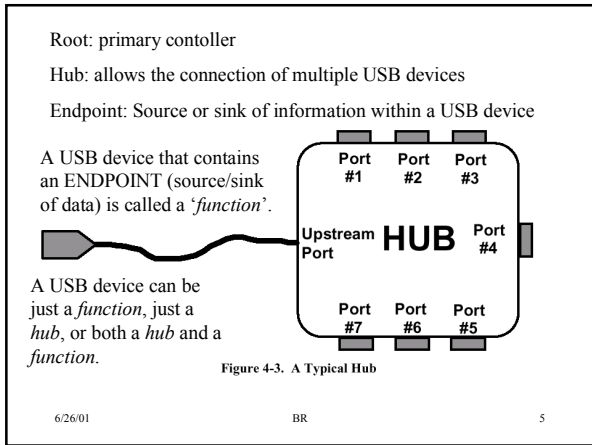 Root: primary contoller
Hub: allows the connection of multiple USB devices
Endpoint: Source or sink of information within a USB device
A USB device that contains
an ENDPOINT (source/sink
of data) is called a ‘function’.
A USB device can be
just a function, just a
hub, or both a hub and a
function.
Port
#1
Port
#2
Port
#3
Upstream
Port
HUB
Port
#4
Port
#7
Port
#6
Port
#5
Figure 4-3. A Typical Hub
6/26/01
BR
5